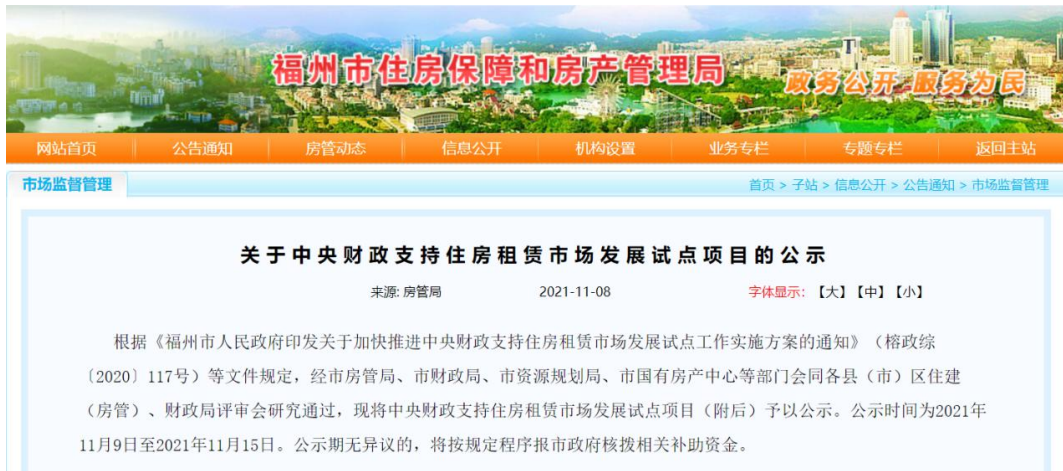 福州市住房保障和房产管理局
政务公开 服务为民
网站首页 公告通知 房管动态 信息公开 机构设置 业务专栏 专题专栏 返回主站
市场监督管理 首页 > 子站 > 信息公开 > 公告通知 > 市场监督管理
关于中央财政支持住房租赁市场发展试点项目的公示
来源: 房管局 2021-11-08 字体显示: 【大】【中】【小】
根据《福州市人民政府印发关于加快推进中央财政支持住房租赁市场发展试点工作实施方案的通知》（榕政综
〔2020〕117号）等文件规定，经市房管局、市财政局、市资源规划局、市国有房产中心等部门会同各县（市）区住建
（房管）、财政局评审会研究通过，现将中央财政支持住房租赁市场发展试点项目（附后）予以公示。公示时间为2021年
11月9日至2021年11月15日。公示期无异议的，将按规定程序报市政府核拨相关补助资金。